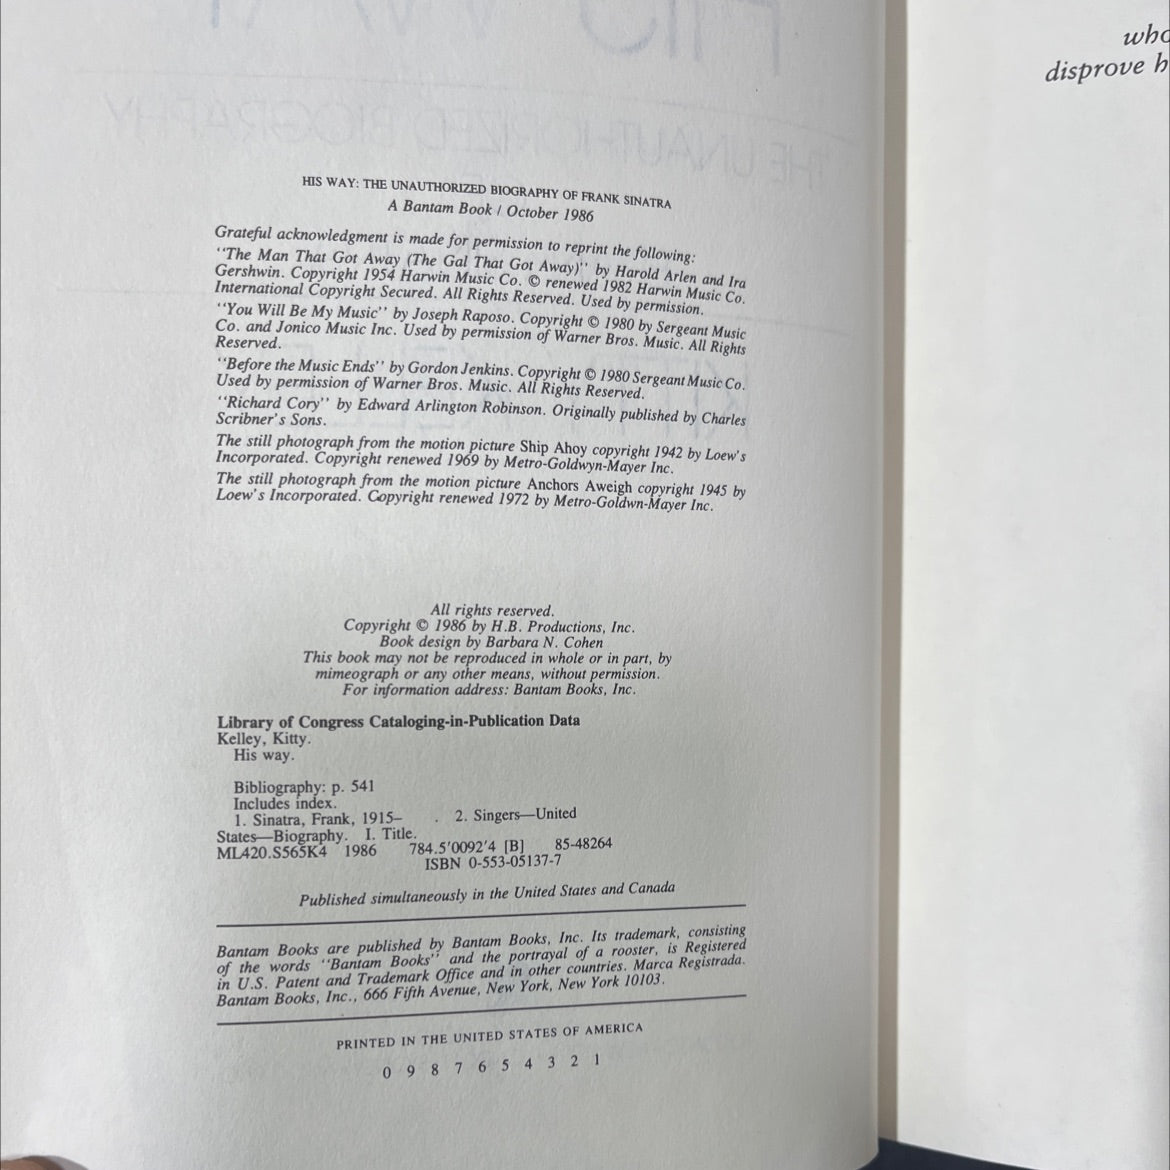 HIS WAY: THE UNAUTHORIZED BIOGRAPHY OF FRANK SINATRA
A Bantam Book / October 1986
Grateful acknowledgment is made for permission to reprint the following:
"The Man That Got Away (The Gal That Got Away)" by Harold Arlen and Ira
Gershwin. Copyright 1954 Harwin Music Co. © renewed 1982 Harwin Music Co.
International Copyright Secured. All Rights Reserved. Used by permission.
"You Will Be My Music" by Joseph Raposo. Copyright © 1980 by Sergeant Music
Co. and Jonico Music Inc. Used by permission of Warner Bros. Music. All Rights
Reserved.
"Before the Music Ends" by Gordon Jenkins. Copyright © 1980 Sergeant Music Co.
Used by permission of Warner Bros. Music. All Rights Reserved.
"Richard Cory" by Edward Arlington Robinson. Originally published by Charles
Scribner's Sons.
The still photograph from the motion picture Ship Ahoy copyright 1942 by Loew's
Incorporated. Copyright renewed 1969 by Metro-Goldwyn-Mayer Inc.
The still photograph from the motion picture Anchors Aweigh copyright 1945 by
Loew's Incorporated. Copyright renewed 1972 by Metro-Goldwn-Mayer Inc.
All rights reserved.
Copyright © 1986 by H.B. Productions, Inc.
Book design by Barbara N. Cohen
This book may not be reproduced in whole or in part, by
mimeograph or any other means, without permission.
For information address: Bantam Books, Inc.
Library of Congress Cataloging-in-Publication Data
Kelley, Kitty.
His way.
Bibliography: p. 541
Includes index.
1. Sinatra, Frank, 1915– . 2. Singers—United
States—Biography. I. Title.
ML420.S565K4 1986 784.5'0092'4 [B] 85-48264
ISBN 0-553-05137-7
Published simultaneously in the United States and Canada
Bantam Books are published by Bantam Books, Inc. Its trademark, consisting
of the words "Bantam Books" and the portrayal of a rooster, is Registered
in U.S. Patent and Trademark Office and in other countries. Marca Registrada.
Bantam Books, Inc., 666 Fifth Avenue, New York, New York 10103.
PRINTED IN THE UNITED STATES OF AMERICA
0 9 8 7 6 5 4 3 2 1
who
disprove h